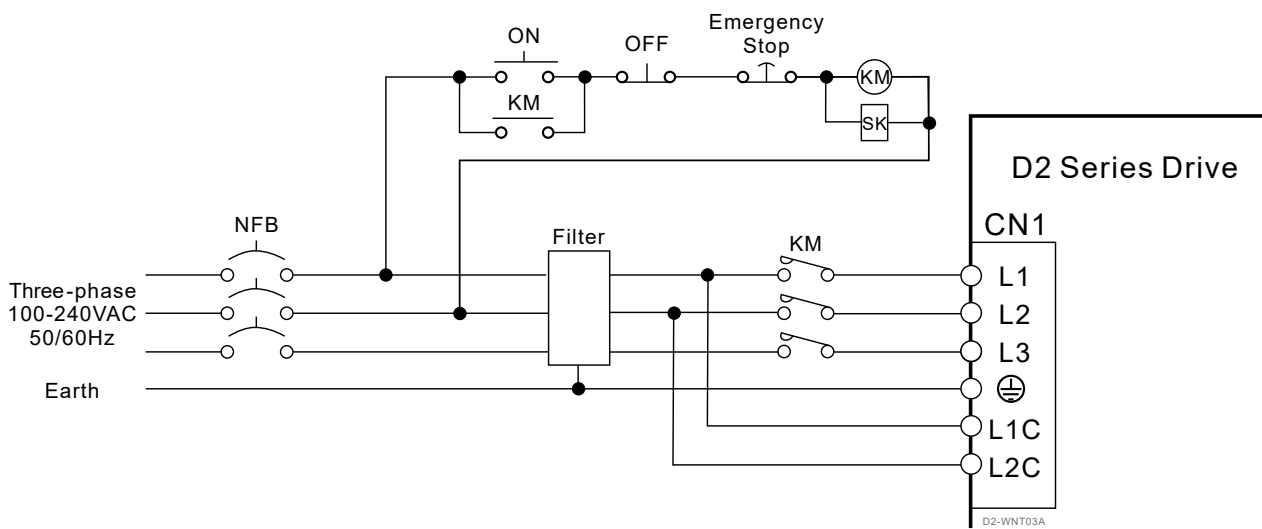 ON
OFF
Emergency
Stop
KM
KM
SK
D2 Series Drive
CN1
NFB
Filter
KM
Three-phase
100-240VAC
50/60Hz
Earth
L1
L2
L3
L1C
L2C
D2-WNT03A